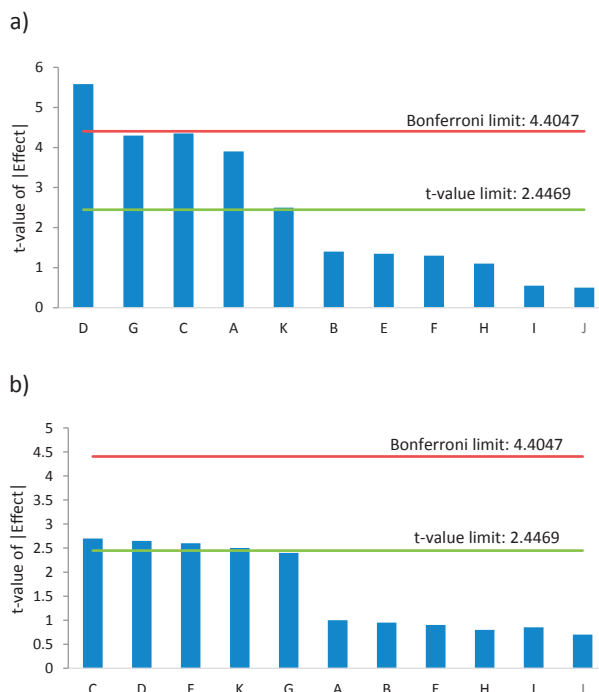 a)
t-value of |Effect|
6
5
4
3
2
1
0
Bonferroni limit: 4.4047
t-value limit: 2.4469
D G C A K B E F H I J
b)
t-value of |Effect|
5
4.5
4
3.5
3
2.5
2
1.5
1
0.5
0
Bonferroni limit: 4.4047
t-value limit: 2.4469
C D K G A B H I J